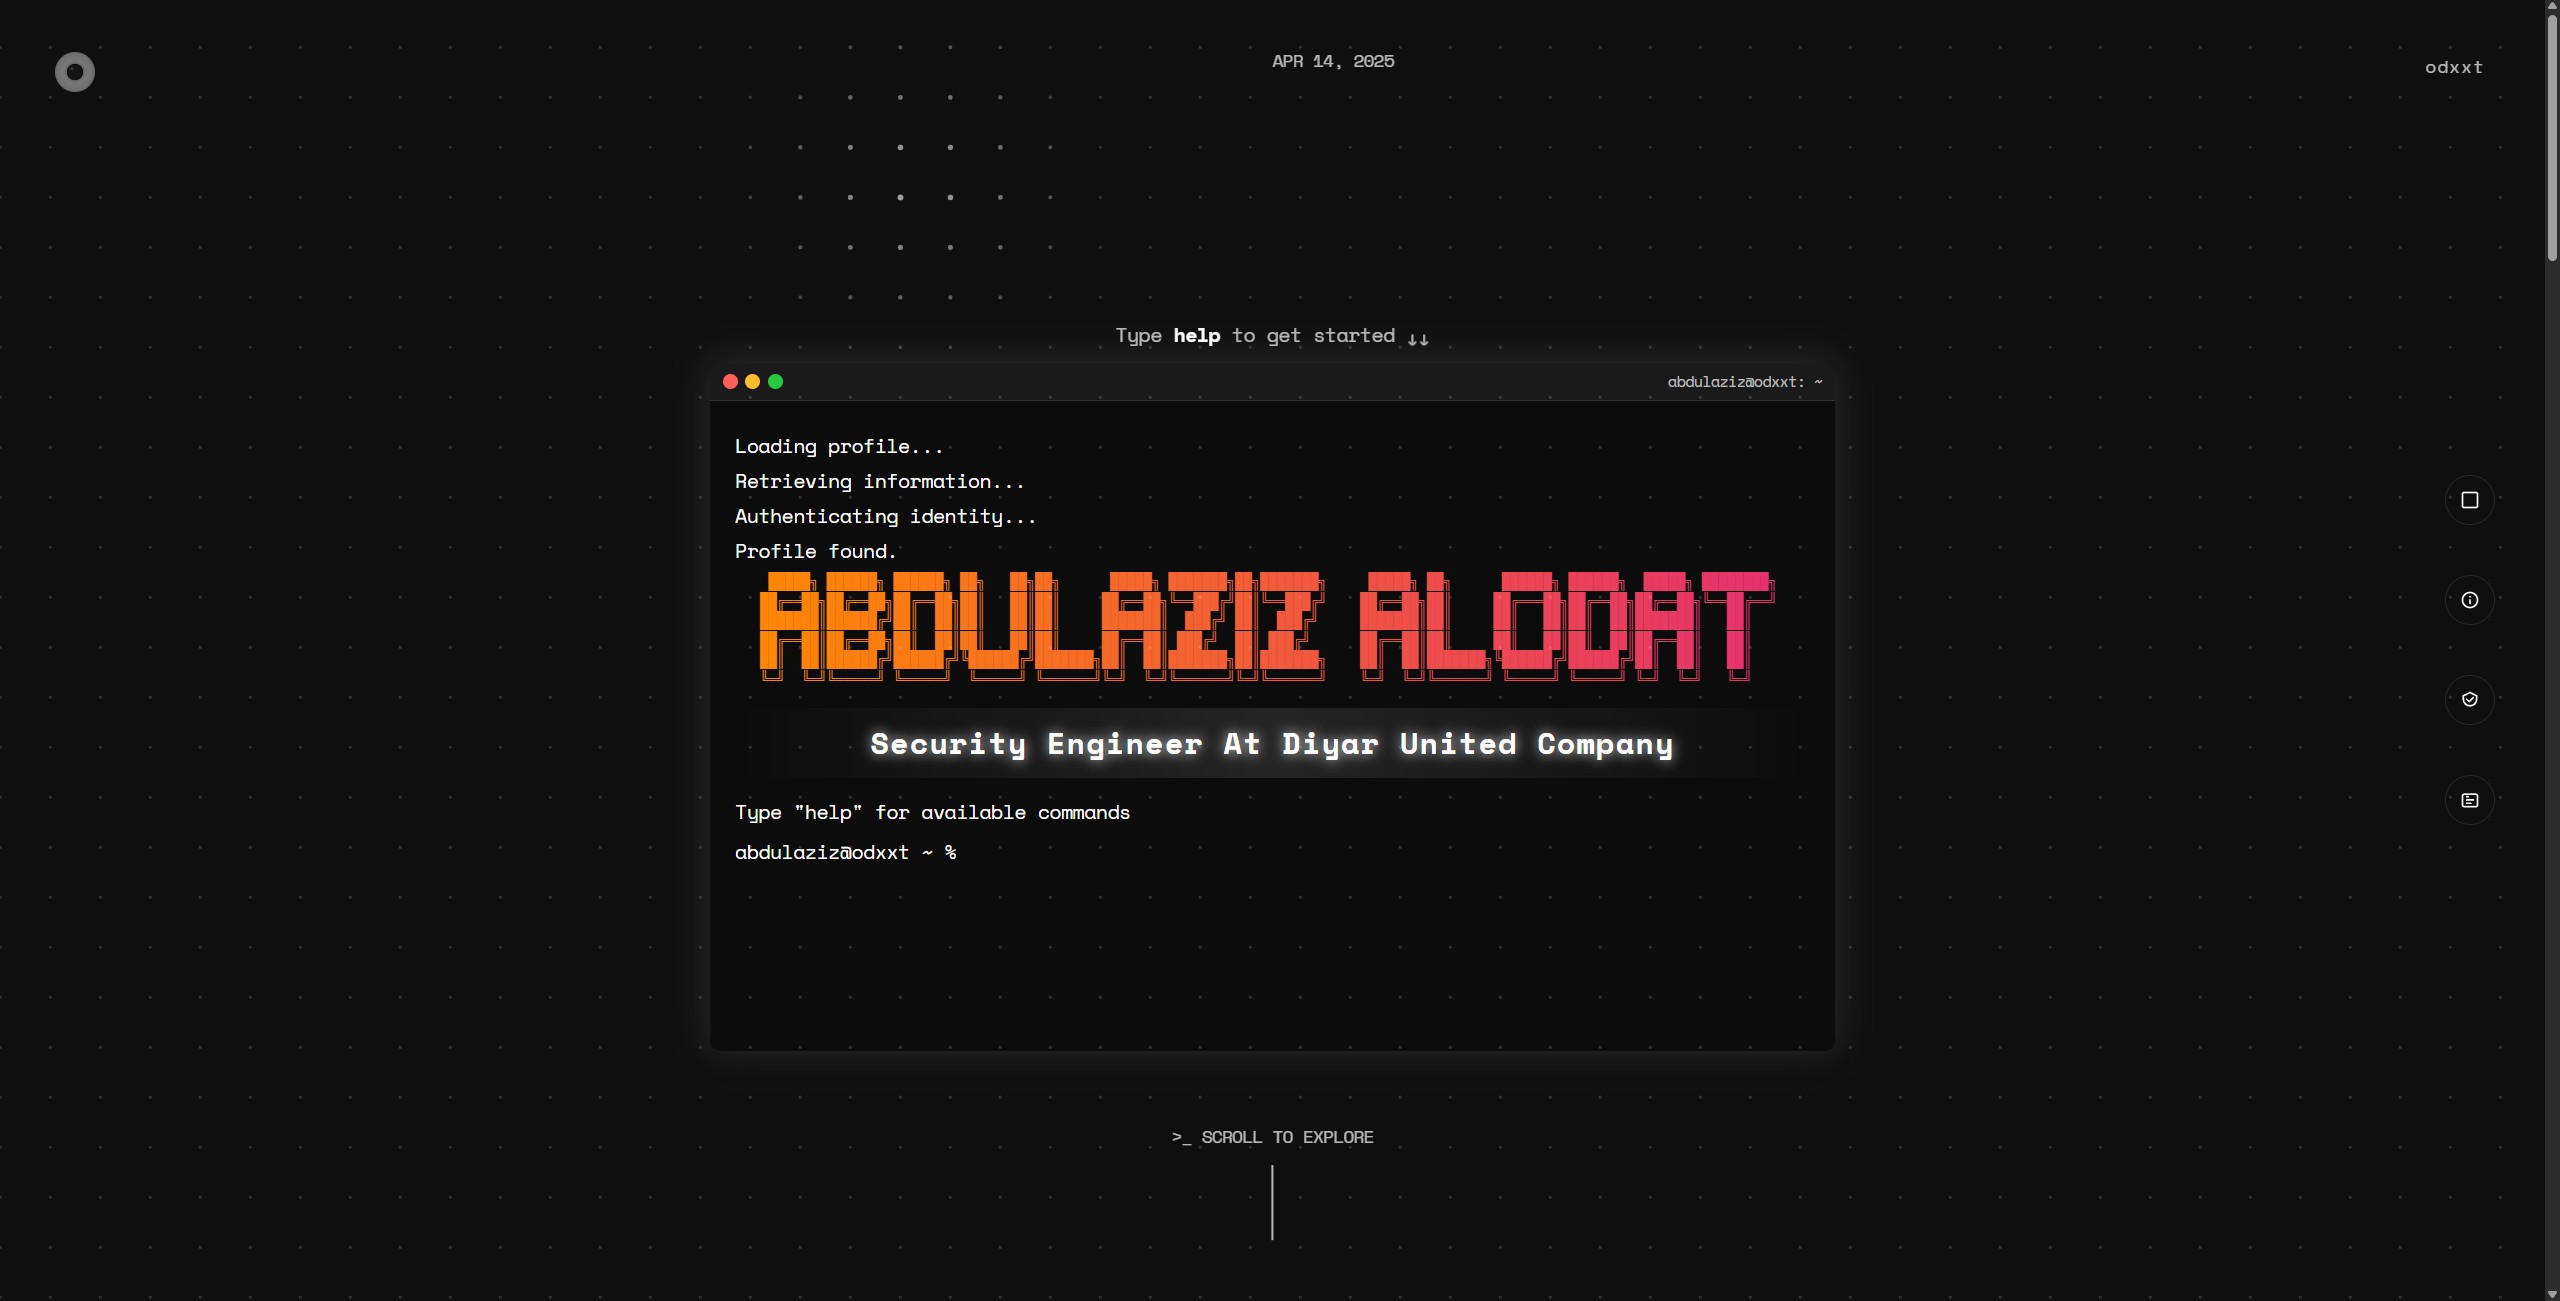 APR 14, 2025
odxxt
Type help to get started ↓↓
abdulaziz@odxxt: ~
Loading profile...
Retrieving information...
Authenticating identity...
Profile found.
ABDULAZIZ ALODAT
Security Engineer At Diyar United Company
Type "help" for available commands
abdulaziz@odxxt ~ %
>_ SCROLL TO EXPLORE